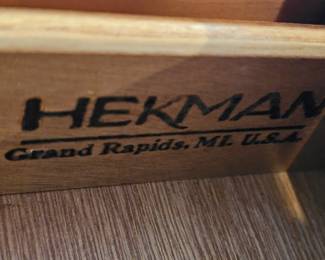 HEKMAN
Grand Rapids, MI. U.S.A.